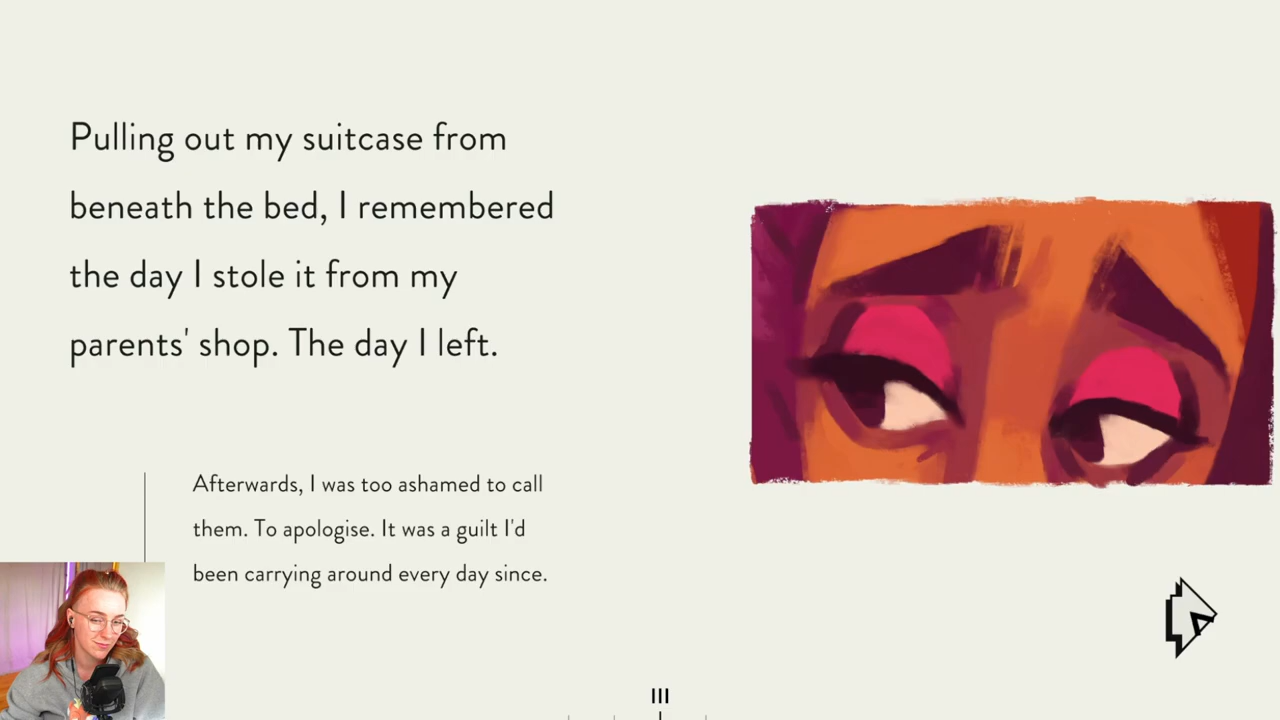 Pulling out my suitcase from
beneath the bed, I remembered
the day I stole it from my
parents' shop. The day I left.
Afterwards, I was too ashamed to call
them. To apologise. It was a guilt I'd
been carrying around every day since.
III